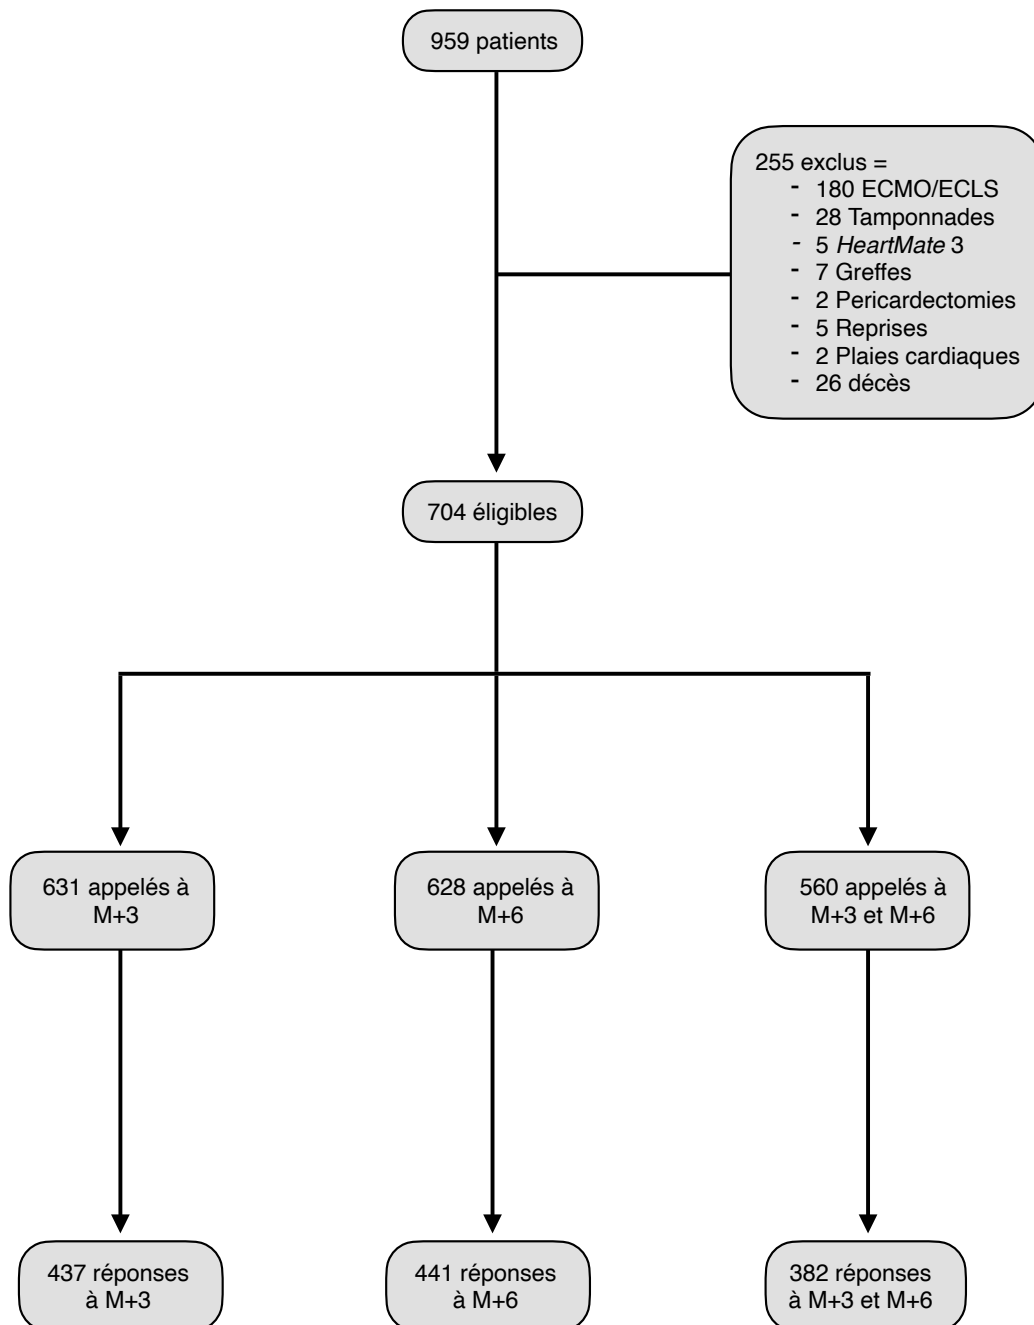 959 patients
255 exclus =
- 180 ECMO/ECLS
- 28 Tamponnades
- 5 HeartMate 3
- 7 Greffes
- 2 Pericardectomies
- 5 Reprises
- 2 Plaies cardiaques
- 26 décès
704 éligibles
631 appelés à
M+3
628 appelés à
M+6
560 appelés à
M+3 et M+6
437 réponses
à M+3
441 réponses
à M+6
382 réponses
à M+3 et M+6